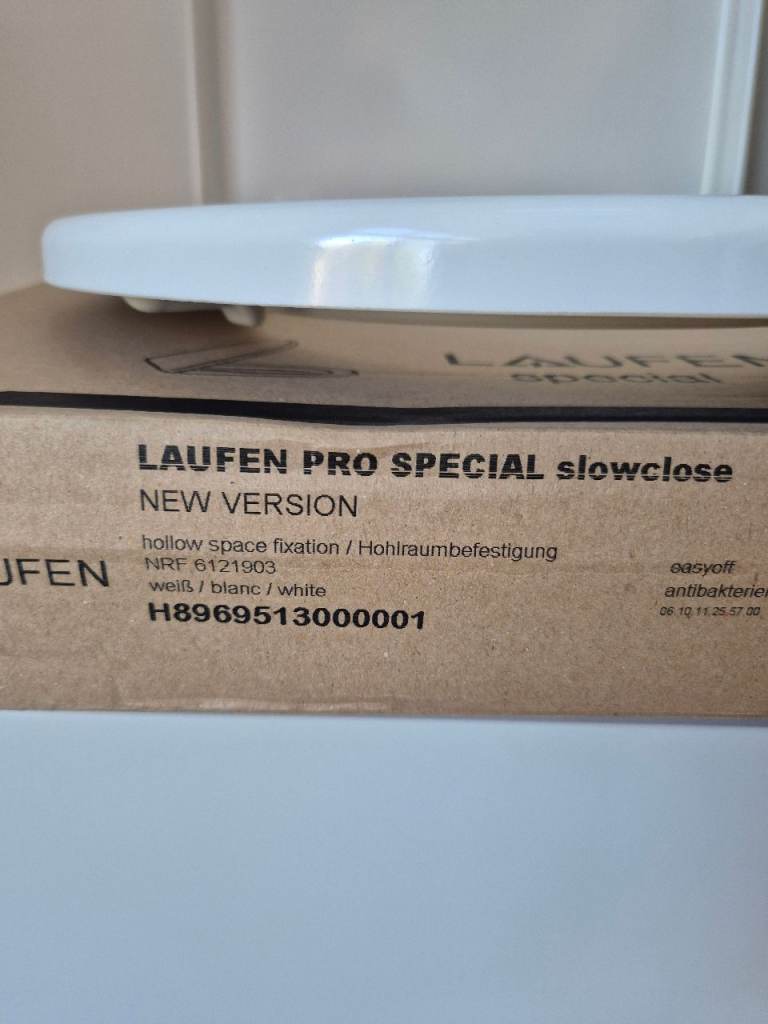 LAUFEN
special
LAUFEN PRO SPECIAL slowclose
NEW VERSION
hollow space fixation / Hohlraumbefestigung
NRF 6121903
weiß / blanc / white
H8969513000001
UFEN
easyoff
antibakterie
06.10.11.25.57.00